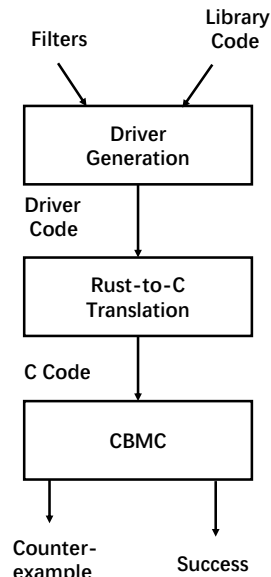 Filters
Library
Code
Driver
Generation
Driver
Code
Rust-to-C
Translation
C Code
CBMC
Counter-
example
Success